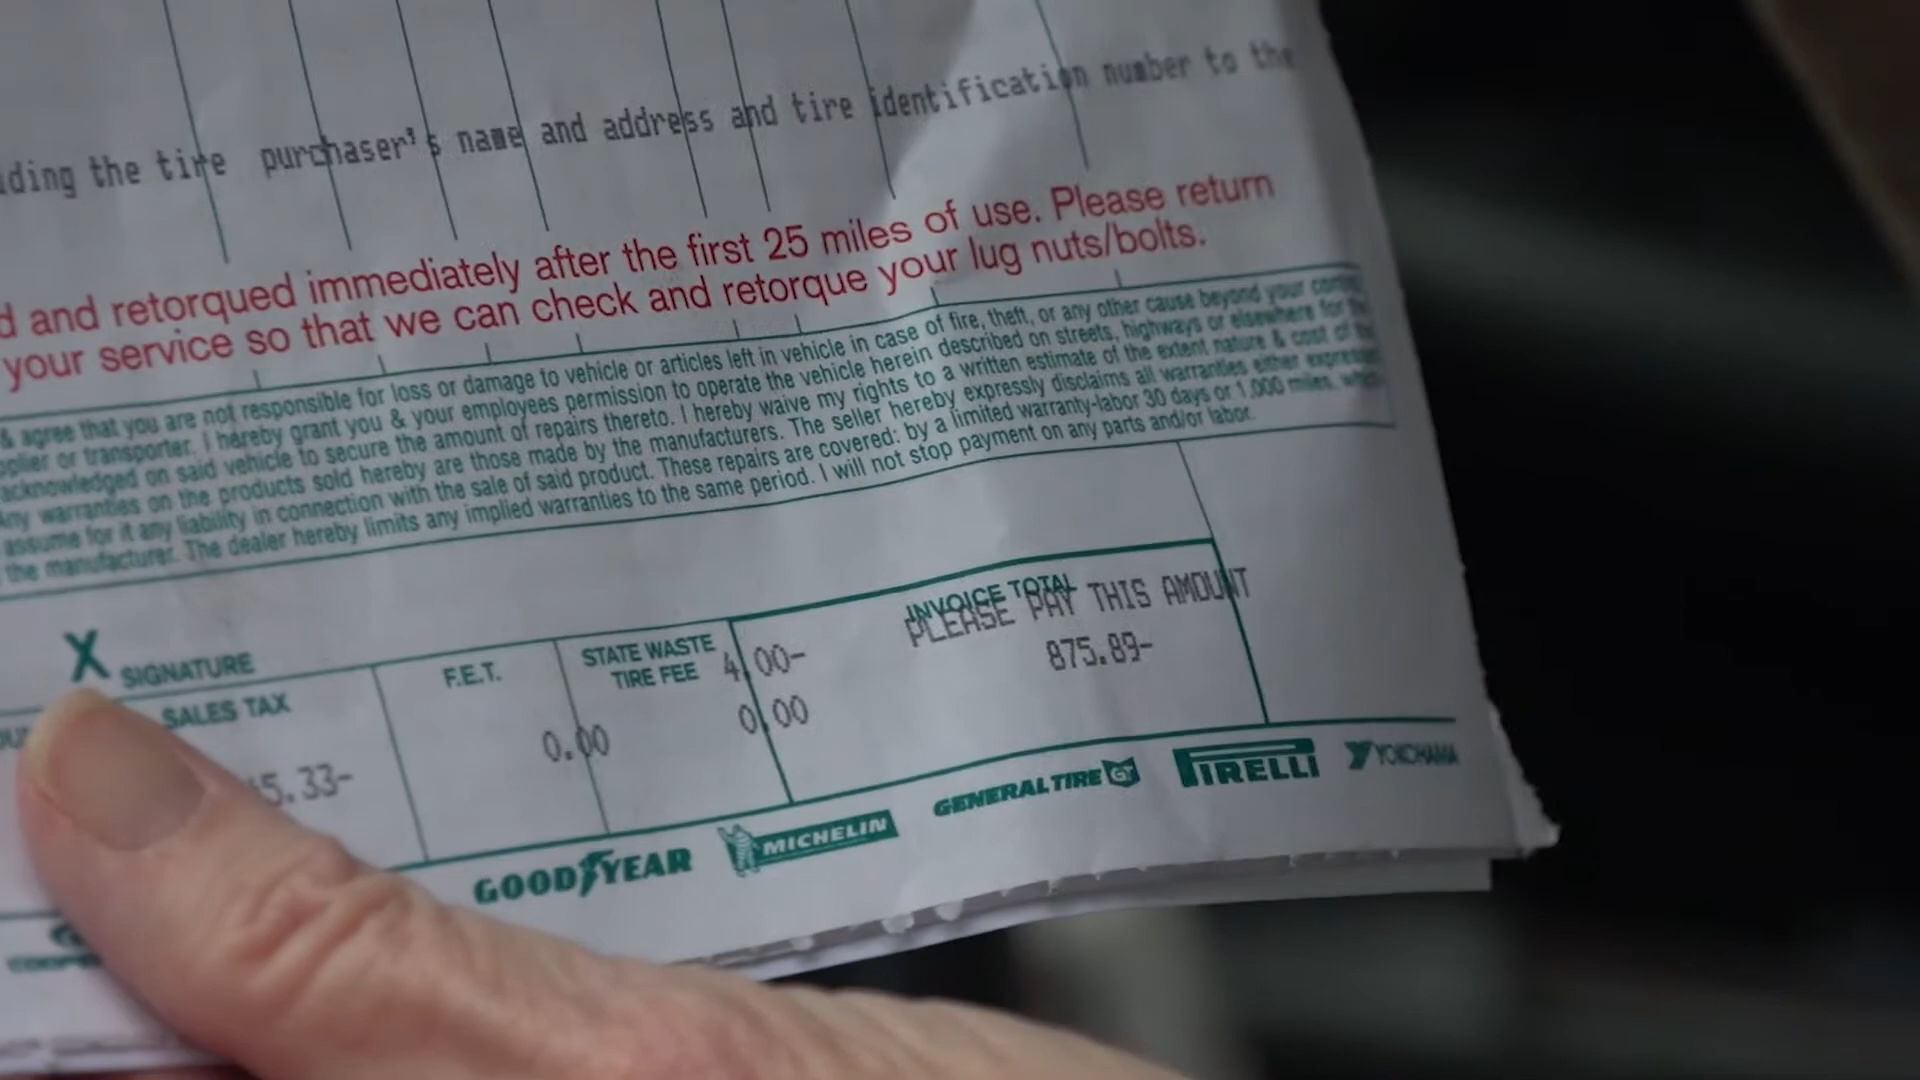 ding the tire purchaser's name and address and tire identification number to the
d and retorqued immediately after the first 25 miles of use. Please return
your service so that we can check and retorque your lug nuts/bolts.
& agree that you are not responsible for loss or damage to vehicle or articles left in vehicle in case of fire, theft, or any other cause beyond your
or transporter. I hereby grant you & your employees permission to operate the vehicle herein described on streets, highways or elsewhere for the
acknowledged on said vehicle to secure the amount of repairs thereto. I hereby waive my rights to a written estimate of the extent nature & cost of
Any warranties on the products sold hereby are those made by the manufacturers. The seller hereby expressly disclaims all warranties either
assume for it any liability in connection with the sale of said product. These repairs are covered: by a limited warranty-labor 30 days or 1,000 miles,
the manufacturer. The dealer hereby limits any implied warranties to the same period. I will not stop payment on any parts and/or labor.
X SIGNATURE
SALES TAX
5.33-
F.E.T.
0.00
STATE WASTE
TIRE FEE
4.00-
0.00
INVOICE TOTAL
PLEASE PAY THIS AMOUNT
875.89-
GOODYEAR MICHELIN GENERAL TIRE GT PIRELLI YOKOHAMA